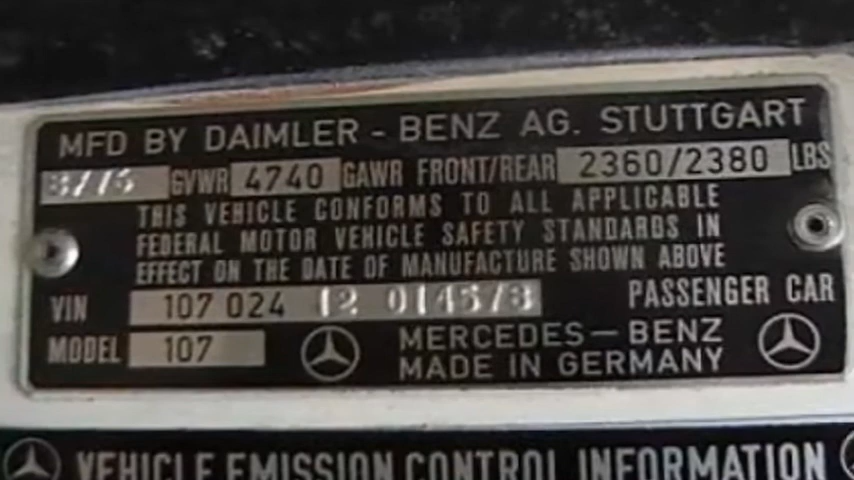 MFD BY DAIMLER - BENZ AG. STUTTGART
GVWR 4740 GAWR FRONT/REAR 2360/2380 LBS
THIS VEHICLE CONFORMS TO ALL APPLICABLE
FEDERAL MOTOR VEHICLE SAFETY STANDARDS IN
EFFECT ON THE DATE OF MANUFACTURE SHOWN ABOVE
VIN 107 024 12 PASSENGER CAR
MODEL 107 MERCEDES-BENZ
MADE IN GERMANY
VEHICLE EMISSION CONTROL INFORMATION